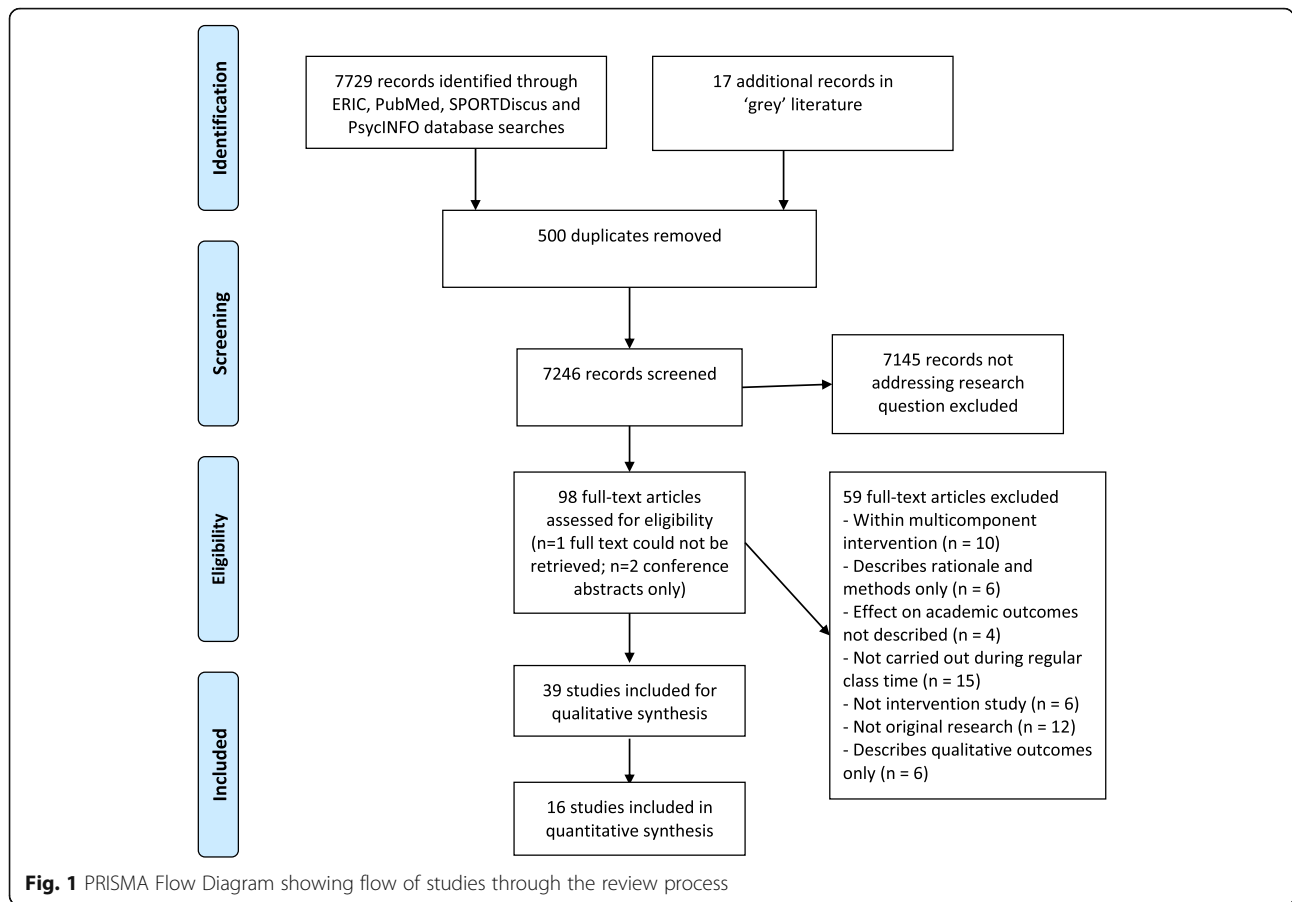 Identification
7729 records identified through
ERIC, PubMed, SPORTDiscus and
PsycINFO database searches
17 additional records in
‘grey’ literature
500 duplicates removed
Screening
7246 records screened
7145 records not
addressing research
question excluded
Eligibility
98 full-text articles
assessed for eligibility
(n=1 full text could not be
retrieved; n=2 conference
abstracts only)
59 full-text articles excluded
- Within multicomponent
intervention (n = 10)
- Describes rationale and
methods only (n = 6)
- Effect on academic outcomes
not described (n = 4)
- Not carried out during regular
class time (n = 15)
- Not intervention study (n = 6)
- Not original research (n = 12)
- Describes qualitative outcomes
only (n = 6)
Included
39 studies included for
qualitative synthesis
16 studies included in
quantitative synthesis
Fig. 1 PRISMA Flow Diagram showing flow of studies through the review process